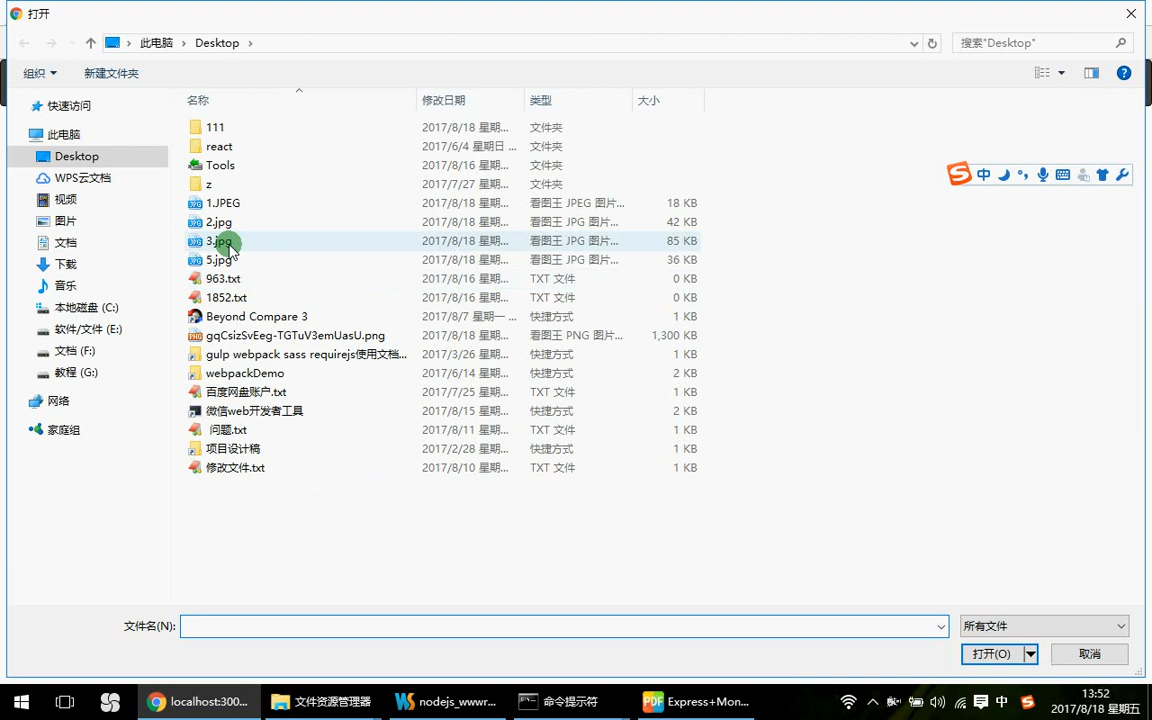 打开
此电脑 Desktop
搜索"Desktop"
组织 新建文件夹
名称 修改日期 类型 大小
快速访问
此电脑
Desktop
WPS云文档
视频
图片
文档
下载
音乐
本地磁盘 (C:)
软件/文件 (E:)
文档 (F:)
教程 (G:)
网络
家庭组
111 2017/8/18 星期... 文件夹
react 2017/6/4 星期日 ... 文件夹
Tools 2017/8/16 星期... 文件夹
z 2017/7/27 星期... 文件夹
1.JPEG 2017/8/18 星期... 看图王 JPEG 图片... 18 KB
2.jpg 2017/8/18 星期... 看图王 JPG 图片... 42 KB
3.jpg 2017/8/18 星期... 看图王 JPG 图片... 85 KB
5.jpg 2017/8/18 星期... 看图王 JPG 图片... 36 KB
963.txt 2017/8/16 星期... TXT 文件 0 KB
1852.txt 2017/8/16 星期... TXT 文件 0 KB
Beyond Compare 3 2017/8/7 星期一 ... 快捷方式 1 KB
gqCsizSvEeg-TGTuV3emUasU.png 2017/8/18 星期... 看图王 PNG 图片... 1,300 KB
gulp webpack sass requirejs使用文档... 2017/3/26 星期... 快捷方式 1 KB
webpackDemo 2017/6/14 星期... 快捷方式 2 KB
百度网盘账户.txt 2017/7/25 星期... TXT 文件 1 KB
微信web开发者工具 2017/8/15 星期... 快捷方式 2 KB
问题.txt 2017/8/11 星期... TXT 文件 1 KB
项目设计稿 2017/2/28 星期... 快捷方式 1 KB
修改文件.txt 2017/8/10 星期... TXT 文件 1 KB
中
文件名(N): 所有文件
打开(O) 取消
localhost:300... 文件资源管理器 nodejs_wwwr... 命令提示符 Express+Mon... 中
13:52
2017/8/18 星期五